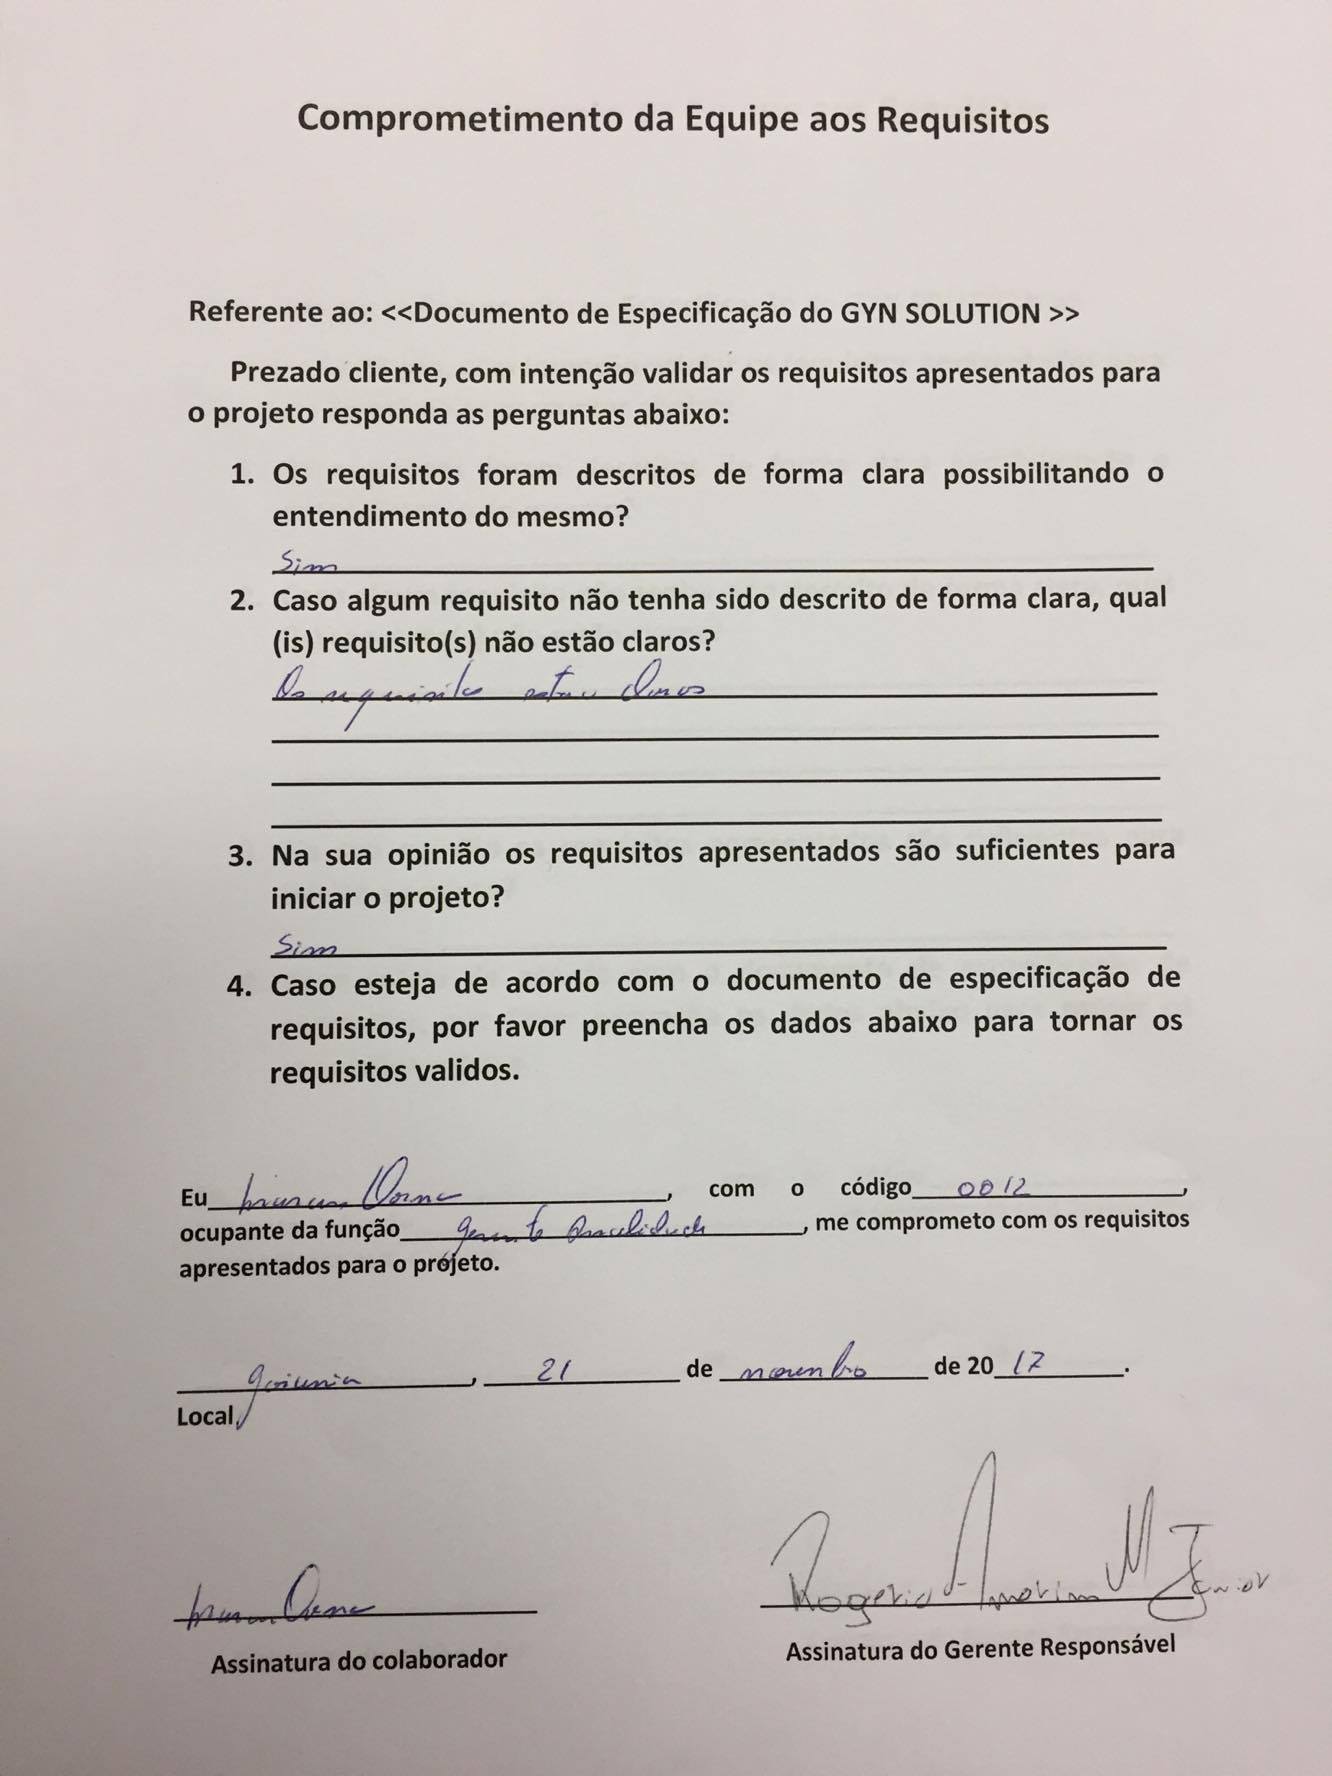 Comprometimento da Equipe aos Requisitos
Referente ao: <<Documento de Especificação do GYN SOLUTION >>
Prezado cliente, com intenção validar os requisitos apresentados para
o projeto responda as perguntas abaixo:
1. Os requisitos foram descritos de forma clara possibilitando o
entendimento do mesmo?
Sim
2. Caso algum requisito não tenha sido descrito de forma clara, qual
(is) requisito(s) não estão claros?
Os requisitos
3. Na sua opinião os requisitos apresentados são suficientes para
iniciar o projeto?
Sim
4. Caso esteja de acordo com o documento de especificação de
requisitos, por favor preencha os dados abaixo para tornar os
requisitos validos.
Eu , com o código 0012,
ocupante da função , me comprometo com os requisitos
apresentados para o projeto.
goiania, 21 de novembro de 2017.
Local,
Rogerio Amorim M Junior
Assinatura do colaborador Assinatura do Gerente Responsável